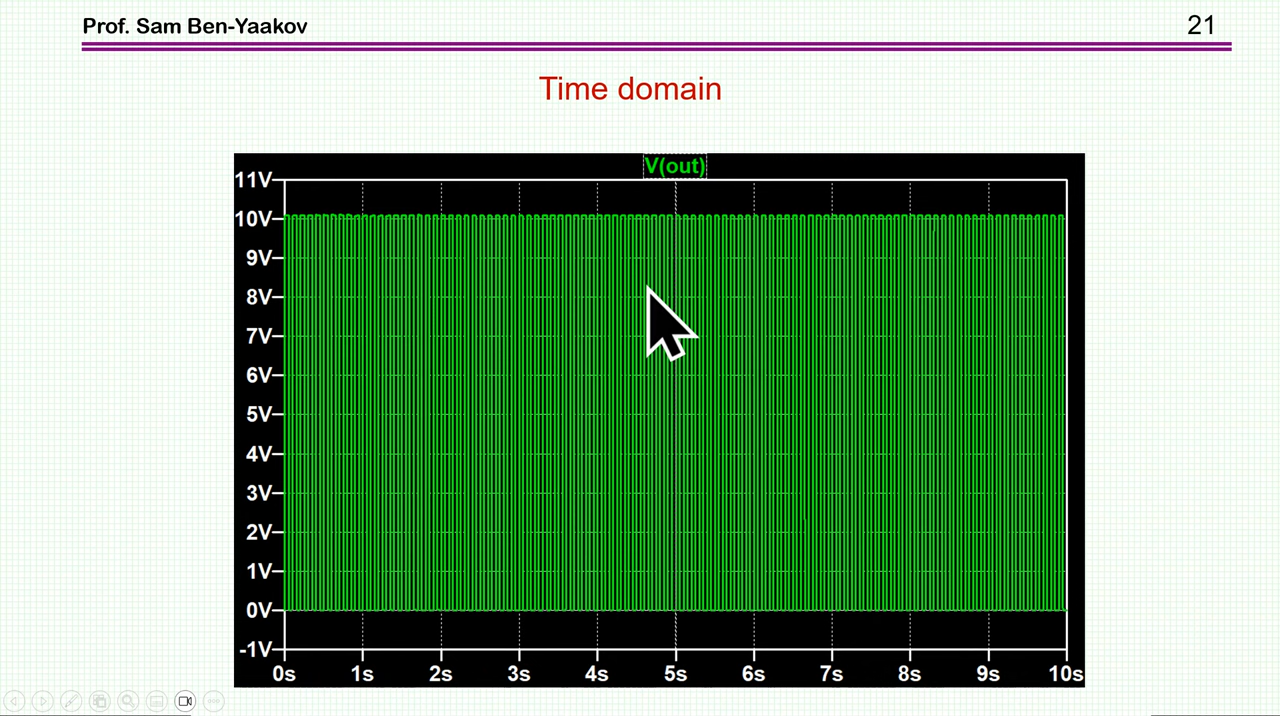 Prof. Sam Ben-Yaakov
21
Time domain
V(out)
11V
10V
9V
8V
7V
6V
5V
4V
3V
2V
1V
0V
-1V
0s 1s 2s 3s 4s 5s 6s 7s 8s 9s 10s